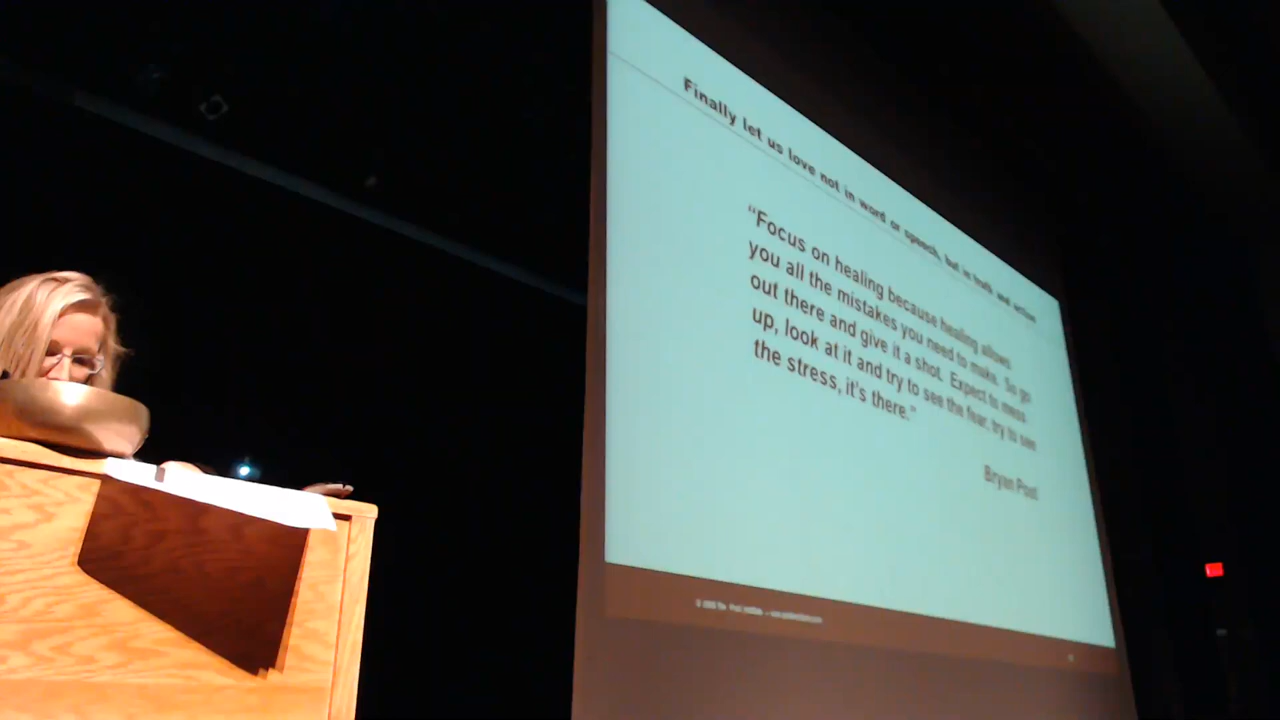 Finally let us love not in word or speech, but in truth and action
“Focus on healing because healing allows
you all the mistakes you need to make. So go
out there and give it a shot. Expect to mess
up, look at it and try to see the fear, try to see
the stress, it's there.”
Bryan Post